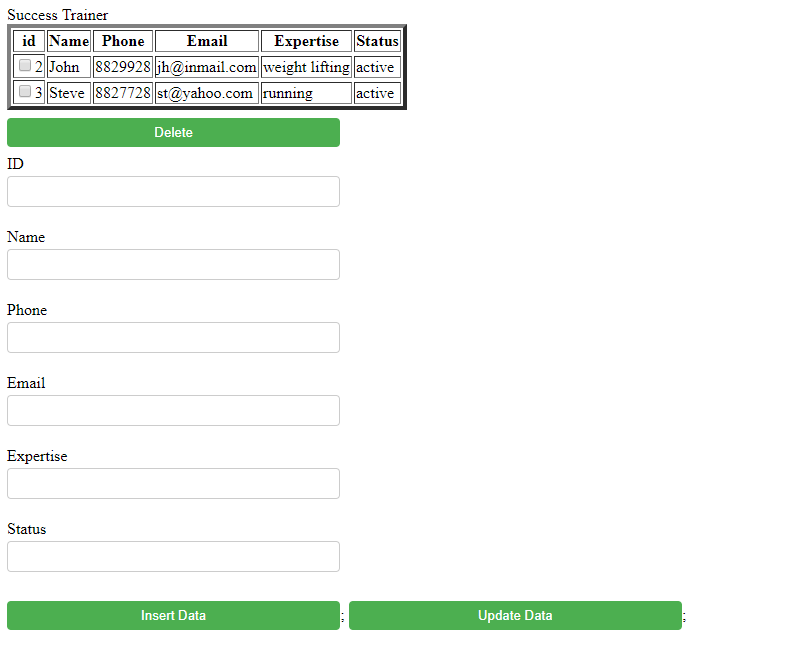 Success Trainer
id Name Phone Email Expertise Status
2 John 8829928 jh@inmail.com weight lifting active
3 Steve 8827728 st@yahoo.com running active
Delete
ID
Name
Phone
Email
Expertise
Status
Insert Data ; Update Data ;